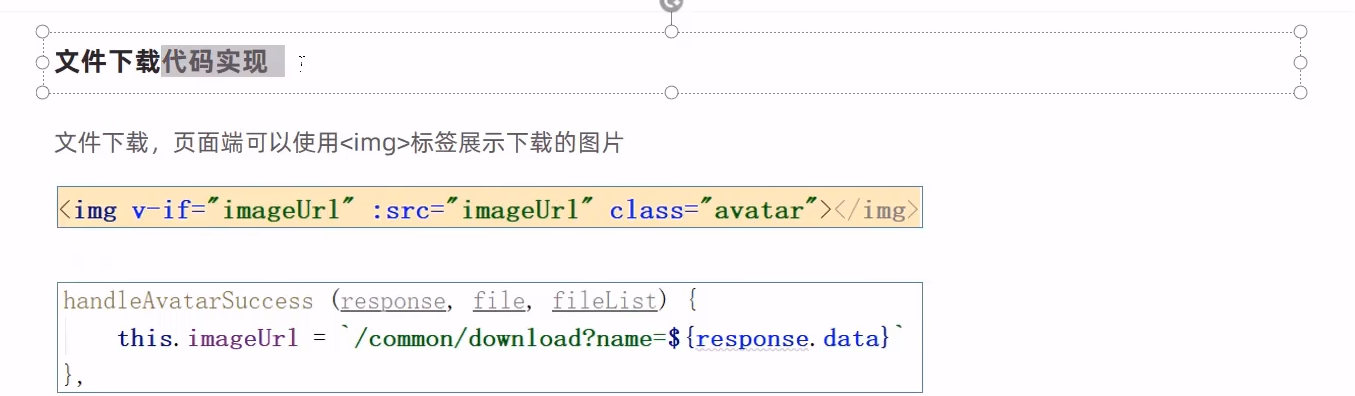 文件下载代码实现
文件下载，页面端可以使用<img>标签展示下载的图片
<img v-if="imageUrl" :src="imageUrl" class="avatar"></img>
handleAvatarSuccess (response, file, fileList) {
this.imageUrl = `/common/download?name=${response.data}`
},